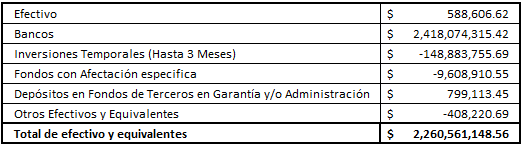 Efectivo $ 588,606.62
Bancos $ 2,418,074,315.42
Inversiones Temporales (Hasta 3 Meses) $ -148,883,755.69
Fondos con Afectación especifica $ -9,608,910.55
Depósitos en Fondos de Terceros en Garantía y/o Administración $ 799,113.45
Otros Efectivos y Equivalentes $ -408,220.69
Total de efectivo y equivalentes $ 2,260,561,148.56